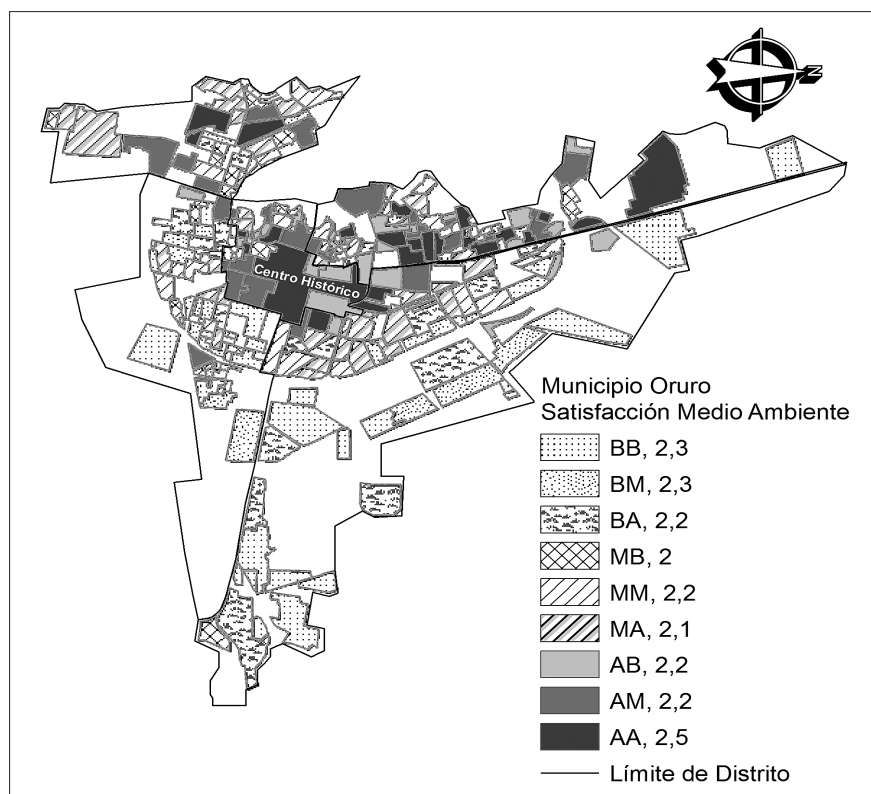 N
Centro Histórico
Municipio Oruro
Satisfacción Medio Ambiente
BB, 2,3
BM, 2,3
BA, 2,2
MB, 2
MM, 2,2
MA, 2,1
AB, 2,2
AM, 2,2
AA, 2,5
Límite de Distrito